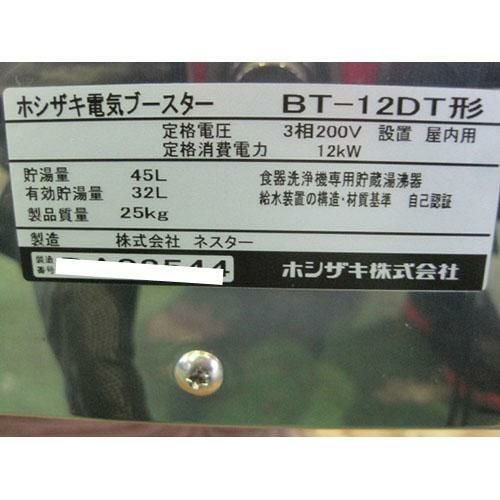 ホシザキ電気ブースター BT-12DT形
定格電圧 3相200V 設置 屋内用
定格消費電力 12kW
貯湯量 45L 食器洗浄機専用貯蔵湯沸器
有効貯湯量 32L 給水装置の構造・材質基準 自己認証
製品質量 25kg
製造 株式会社 ネスター
製造番号
ホシザキ株式会社